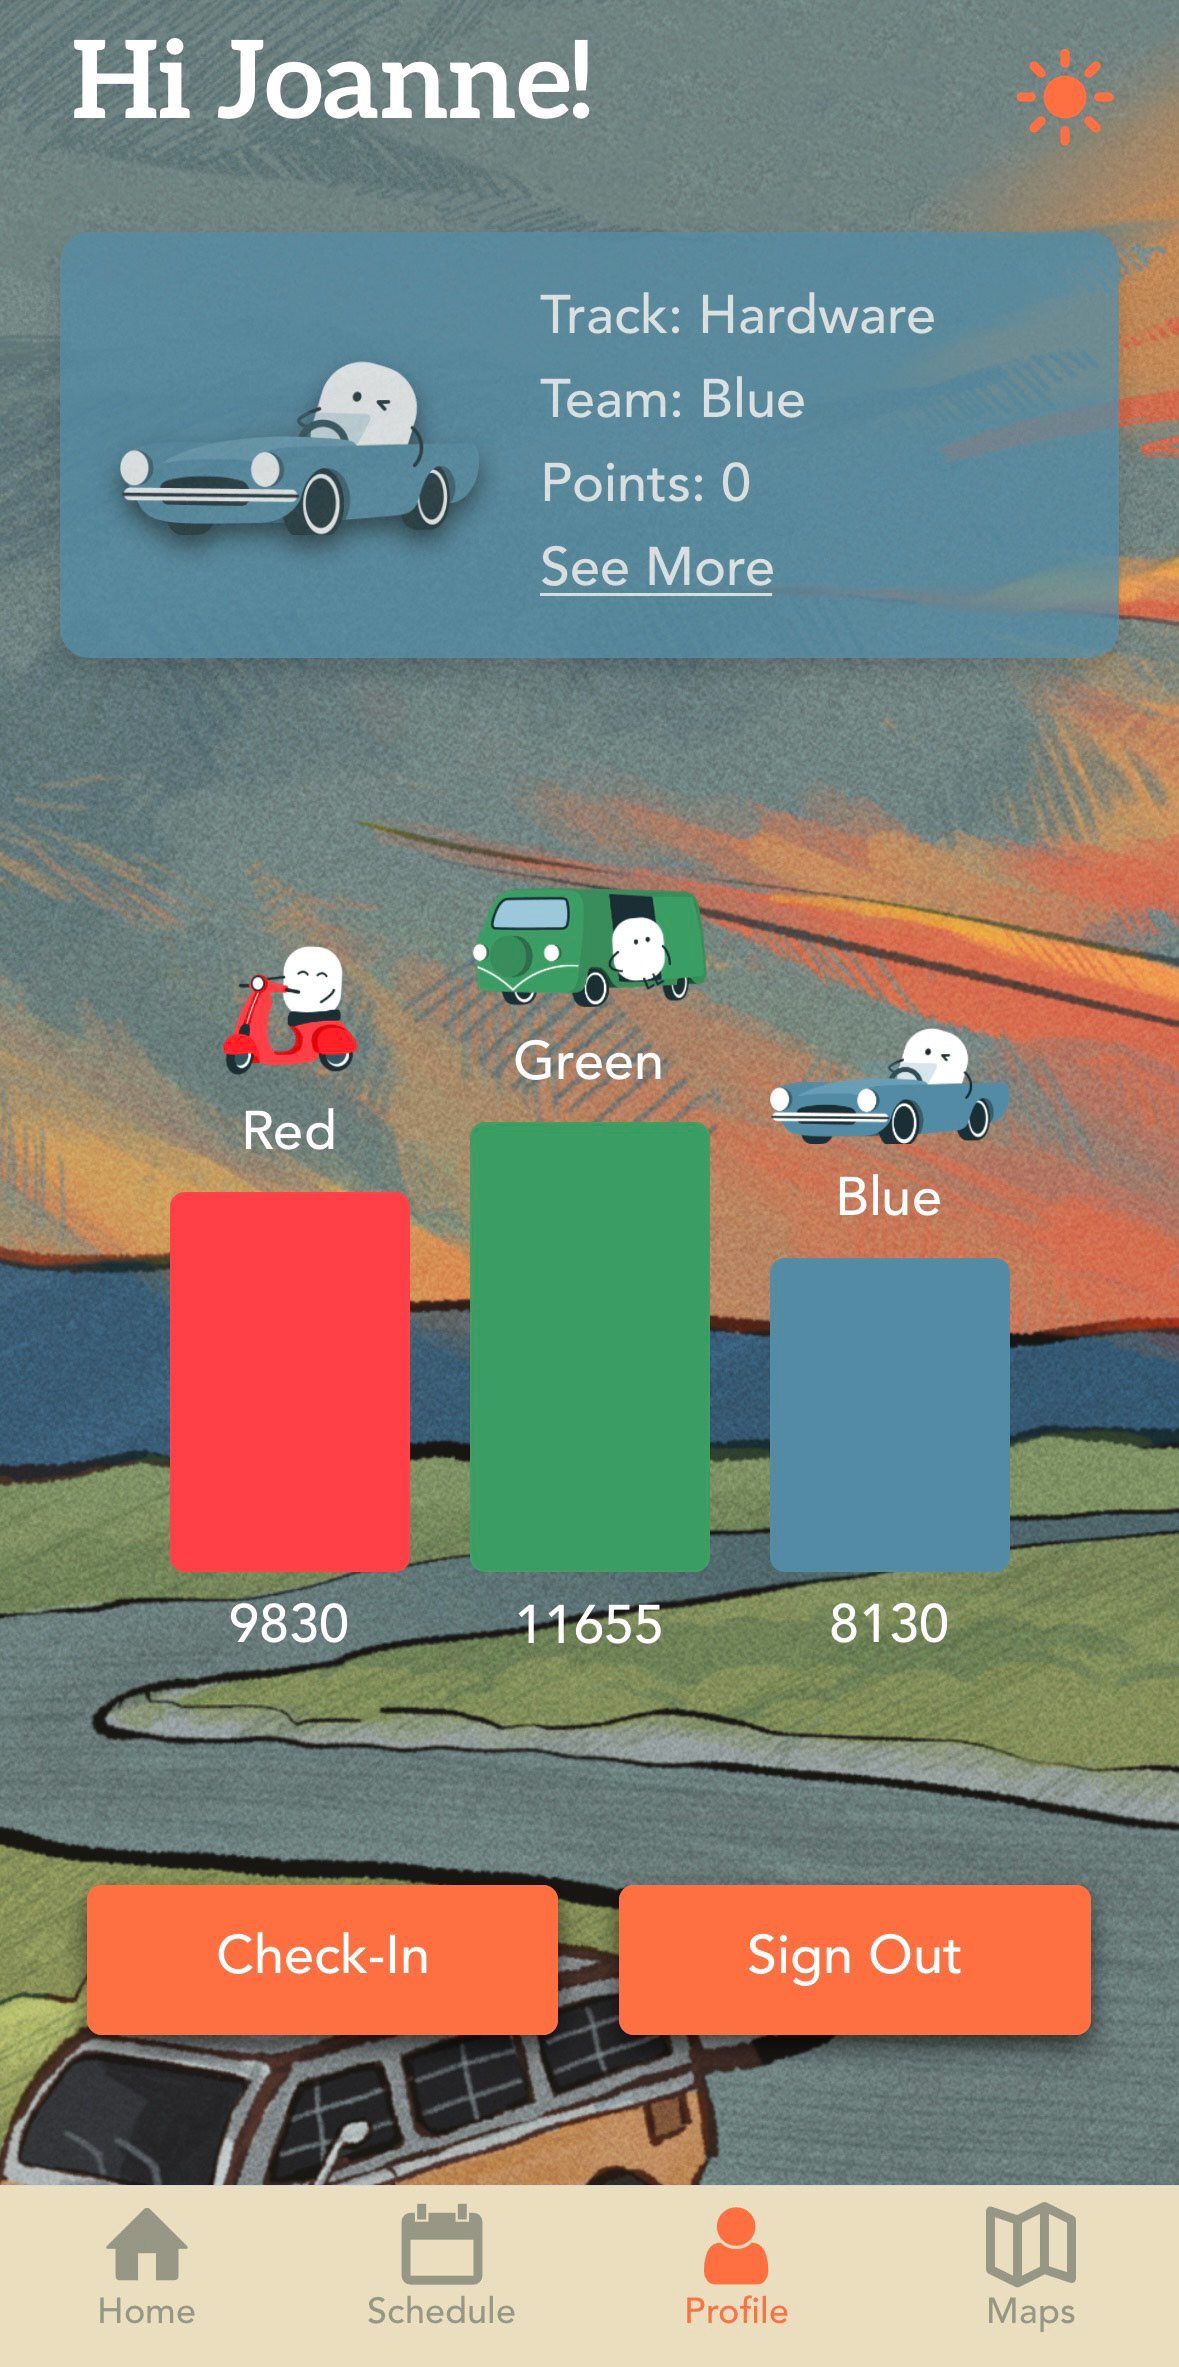 Hi Joanne!
Track: Hardware
Team: Blue
Points: 0
See More
Green
Red
Blue
9830 11655 8130
Check-In Sign Out
Home Schedule Profile Maps